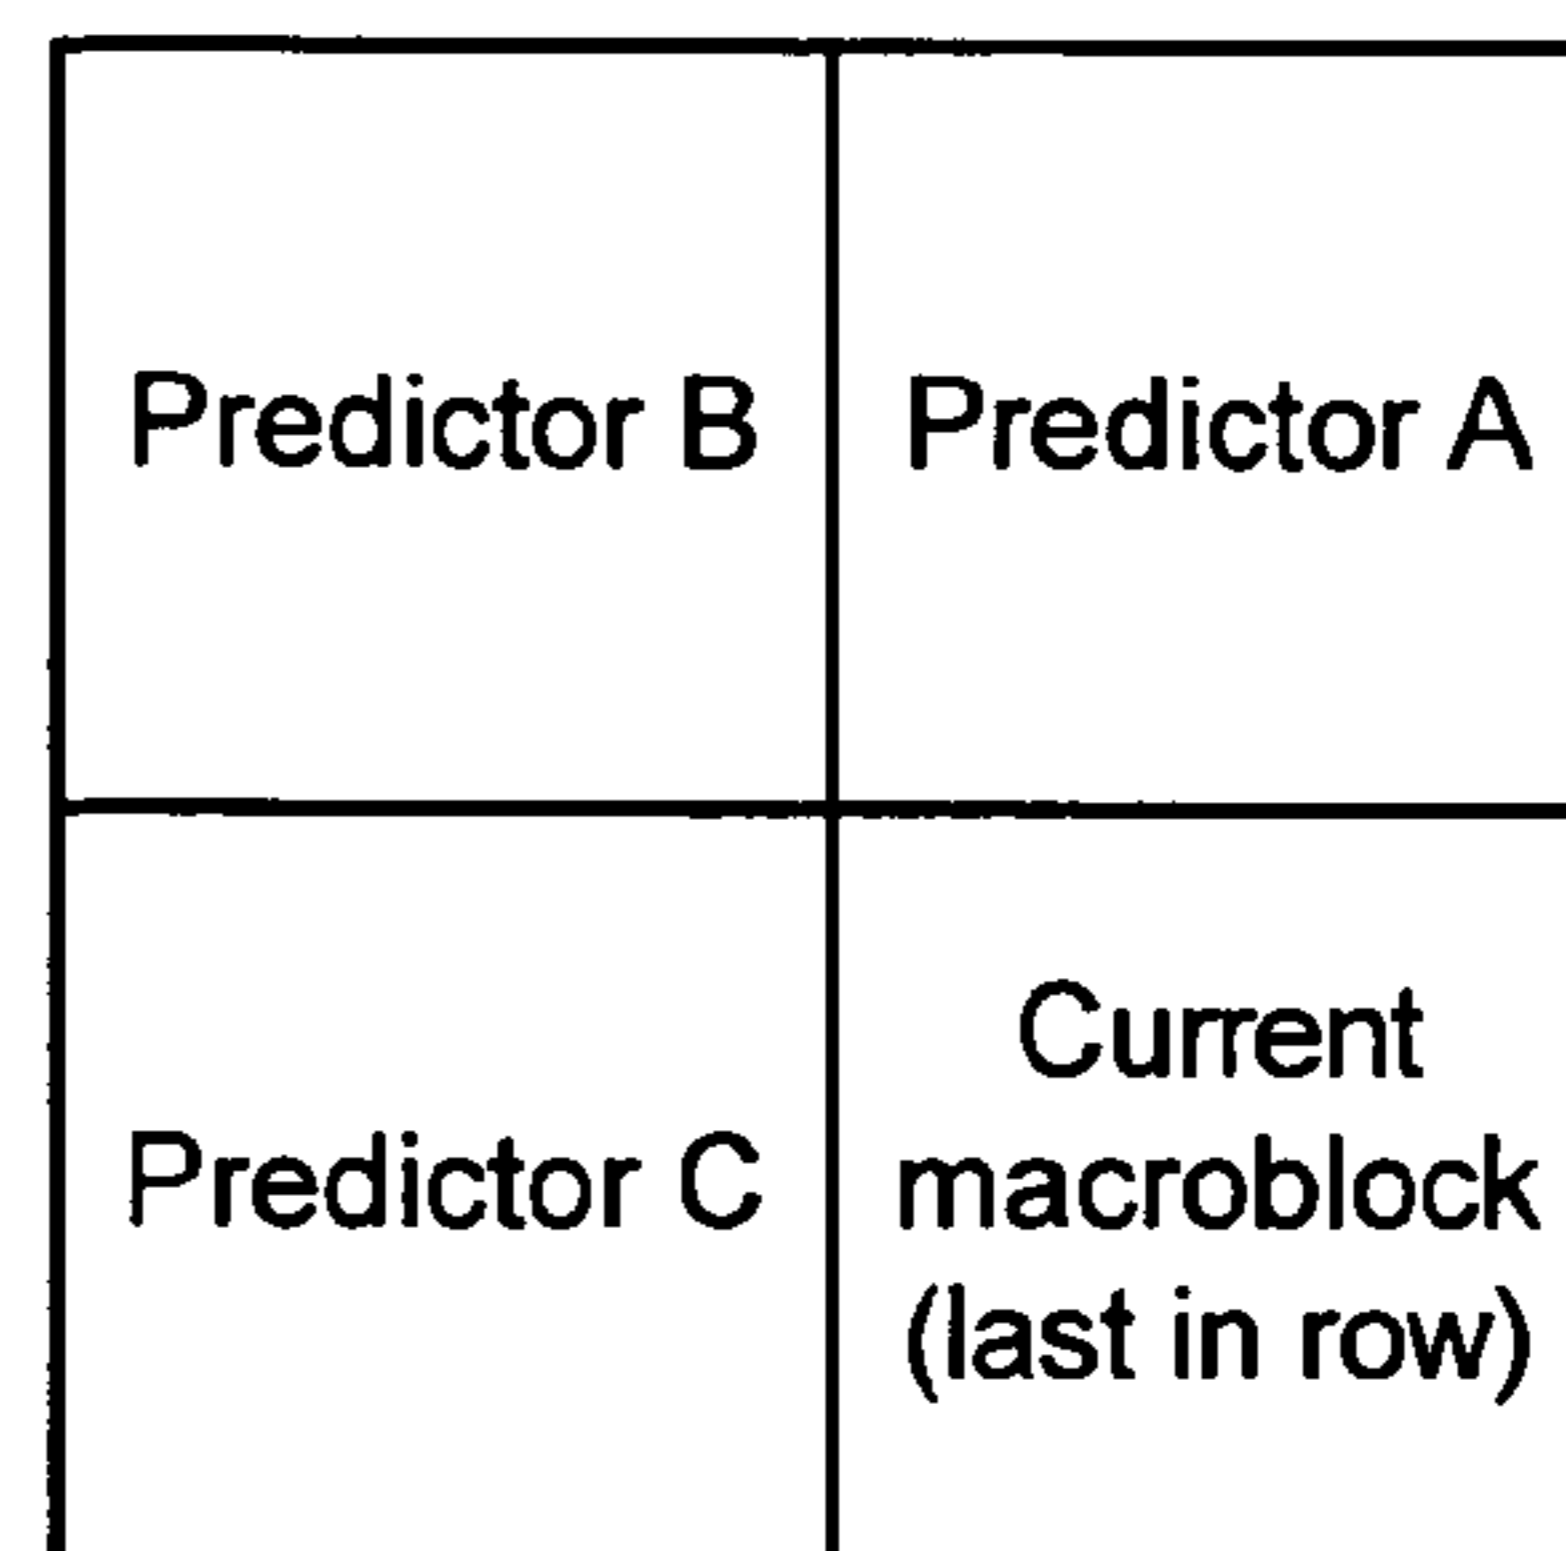 Predictor B
Predictor A
Predictor C
Current
macroblock
(last in row)